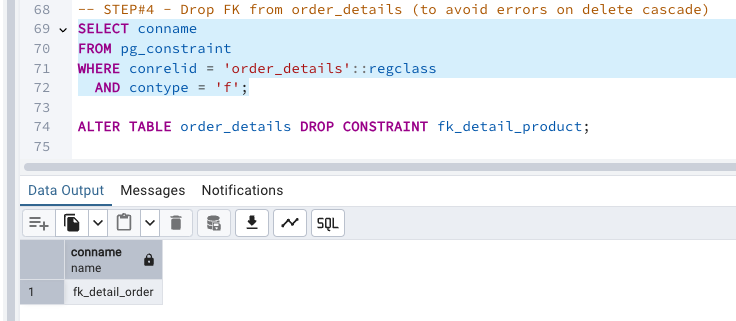 68 -- STEP#4 - Drop FK from order_details (to avoid errors on delete cascade)
69 SELECT conname
70 FROM pg_constraint
71 WHERE conrelid = 'order_details'::regclass
72 AND contype = 'f';
73
74 ALTER TABLE order_details DROP CONSTRAINT fk_detail_product;
75
Data Output Messages Notifications
SQL
conname
name
1 fk_detail_order